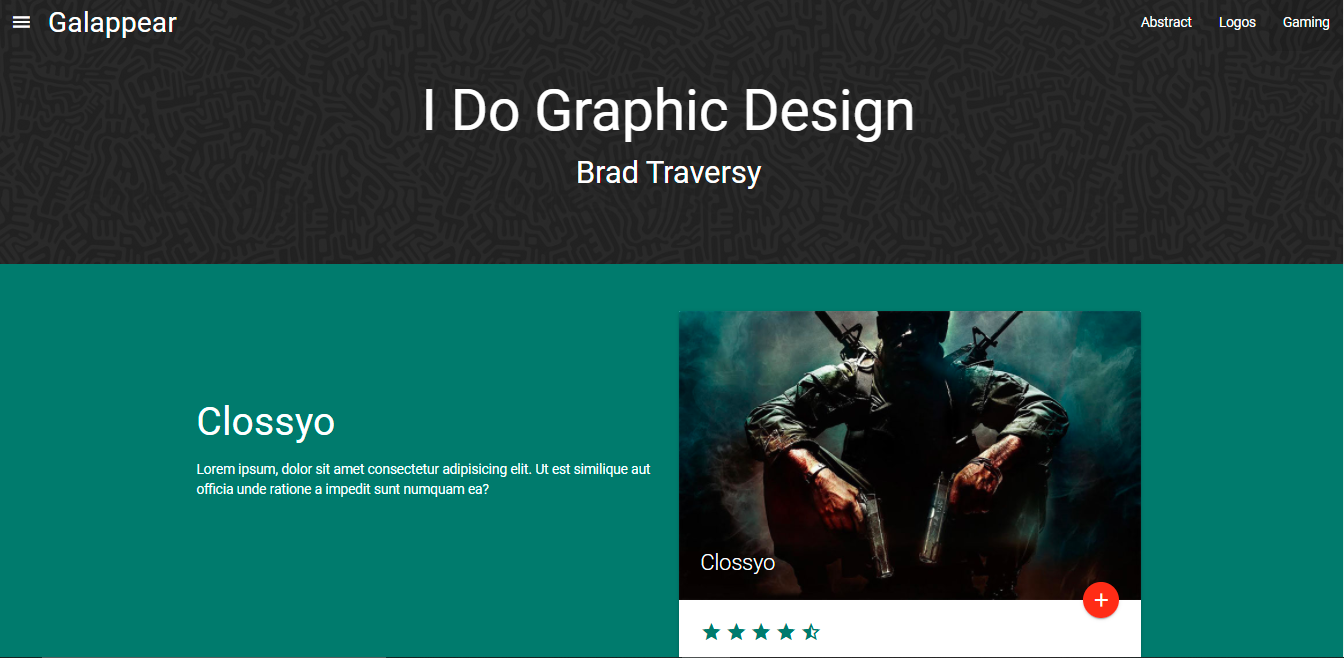 Galappear
Abstract
Logos
Gaming
I Do Graphic Design
Brad Traversy
Clossyo
Lorem ipsum, dolor sit amet consectetur adipisicing elit. Ut est similique aut
officia unde ratione a impedit sunt numquam ea?
Clossyo